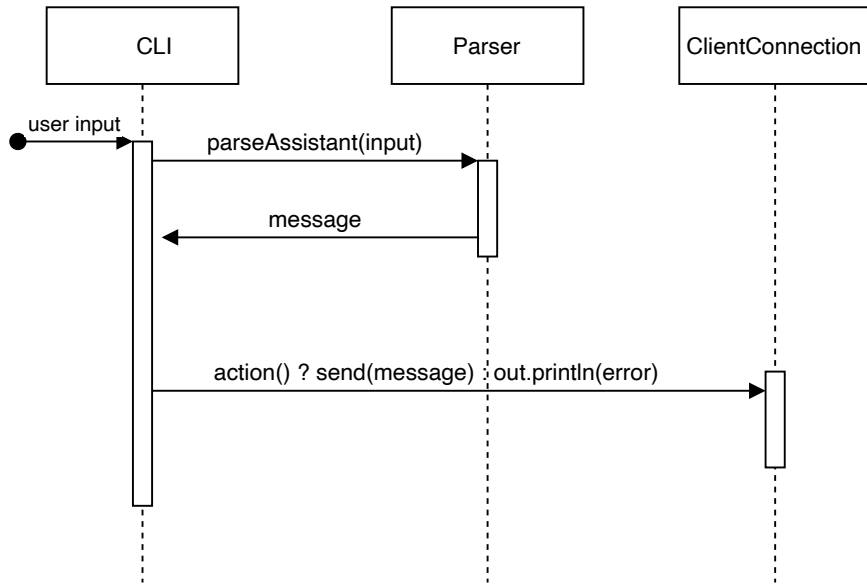 CLI
Parser
ClientConnection
user input
parseAssistant(input)
message
action() ? send(message) : out.println(error)